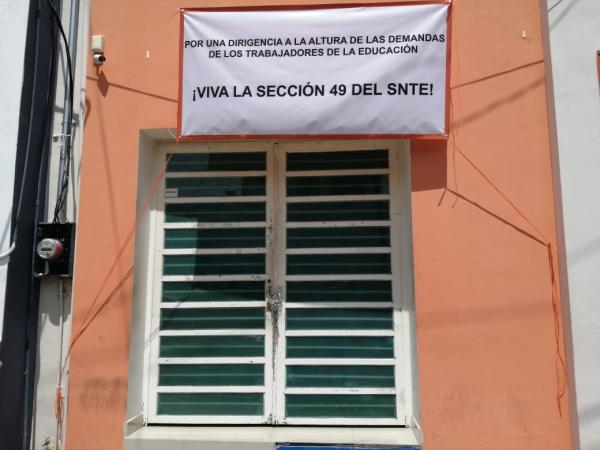 POR UNA DIRIGENCIA A LA ALTURA DE LAS DEMANDAS
DE LOS TRABAJADORES DE LA EDUCACIÓN
¡VIVA LA SECCIÓN 49 DEL SNTE!